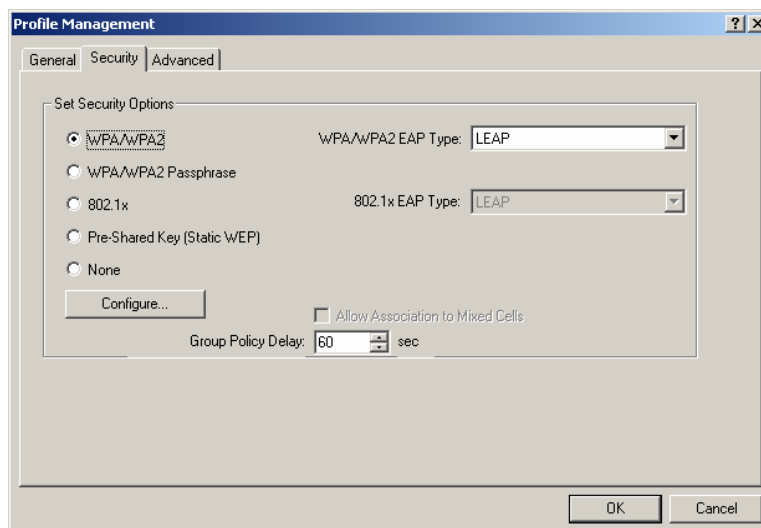 Profile Management
General Security Advanced
Set Security Options
WPA/WPA2 WPA/WPA2 EAP Type: LEAP
WPA/WPA2 Passphrase
802.1x 802.1x EAP Type: LEAP
Pre-Shared Key (Static WEP)
None
Configure...
Allow Association to Mixed Cells
Group Policy Delay: 60 sec
OK Cancel